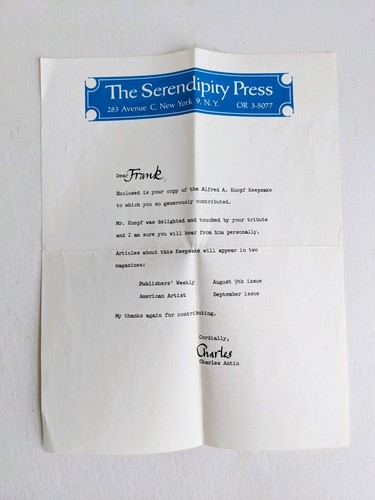 The Serendipity Press
283 Avenue C, New York 9, N.Y. OR 3-5077
Dear Frank,
Enclosed is your copy of the Alfred A. Knopf Keepsake
to which you so generously contributed.
Mr. Knopf was delighted and touched by your tribute
and I am sure you will hear from him personally.
Articles about this Keepsake will appear in two
magazines:
Publishers' Weekly August 9th issue
American Artist September issue
My thanks again for contributing.
Cordially,
Charles
Charles Antin